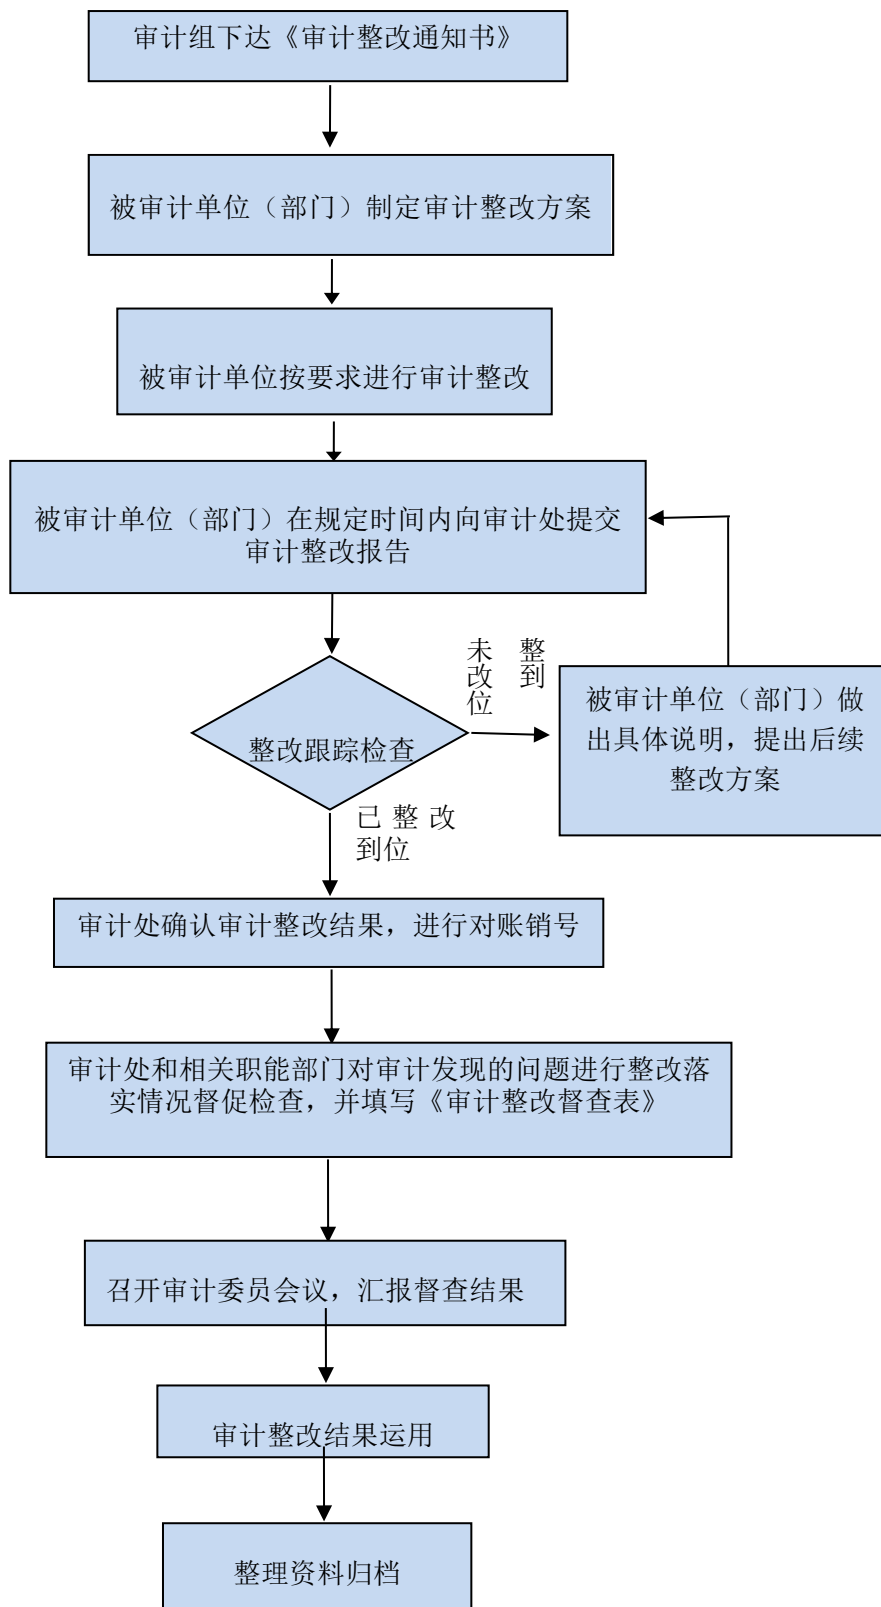 审计组下达《审计整改通知书》
被审计单位（部门）制定审计整改方案
被审计单位按要求进行审计整改
被审计单位（部门）在规定时间内向审计处提交
审计整改报告
未 整
改 到
位
整改跟踪检查
被审计单位（部门）做
出具体说明，提出后续
整改方案
已 整 改
到位
审计处确认审计整改结果，进行对账销号
审计处和相关职能部门对审计发现的问题进行整改落
实情况督促检查，并填写《审计整改督查表》
召开审计委员会议，汇报督查结果
审计整改结果运用
整理资料归档